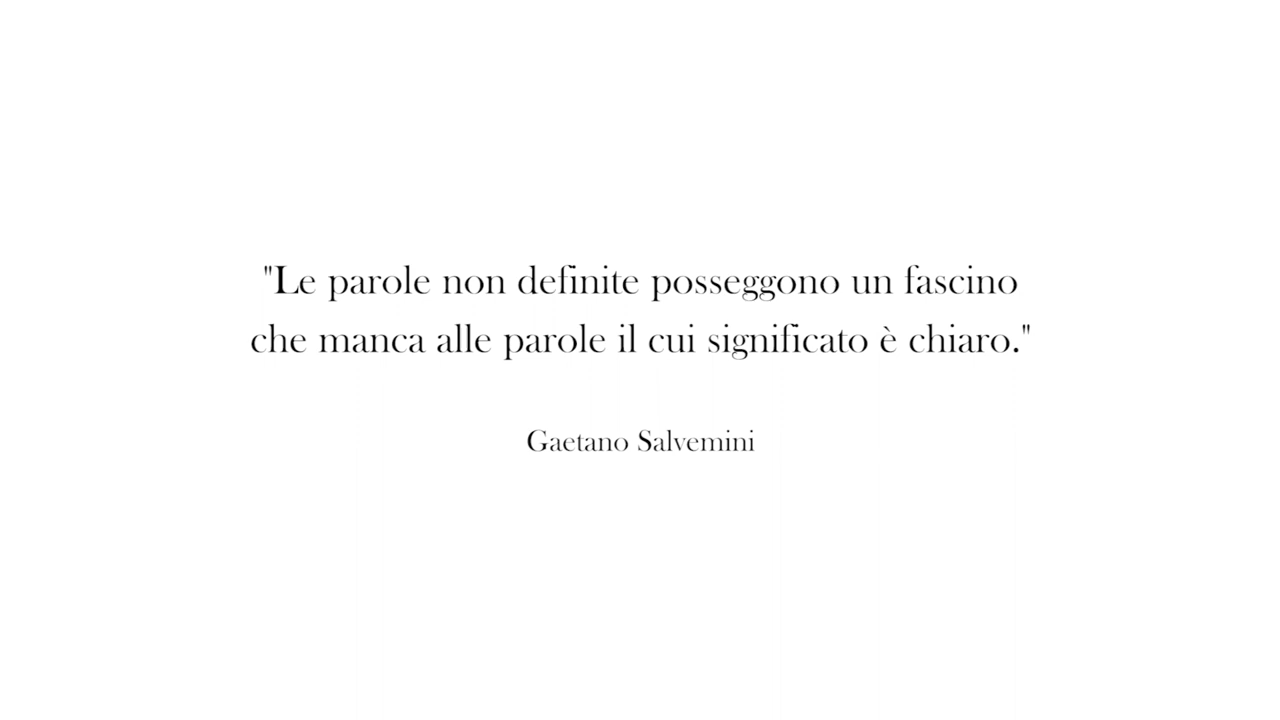 "Le parole non definite posseggono un fascino
che manca alle parole il cui significato è chiaro."
Gaetano Salvemini